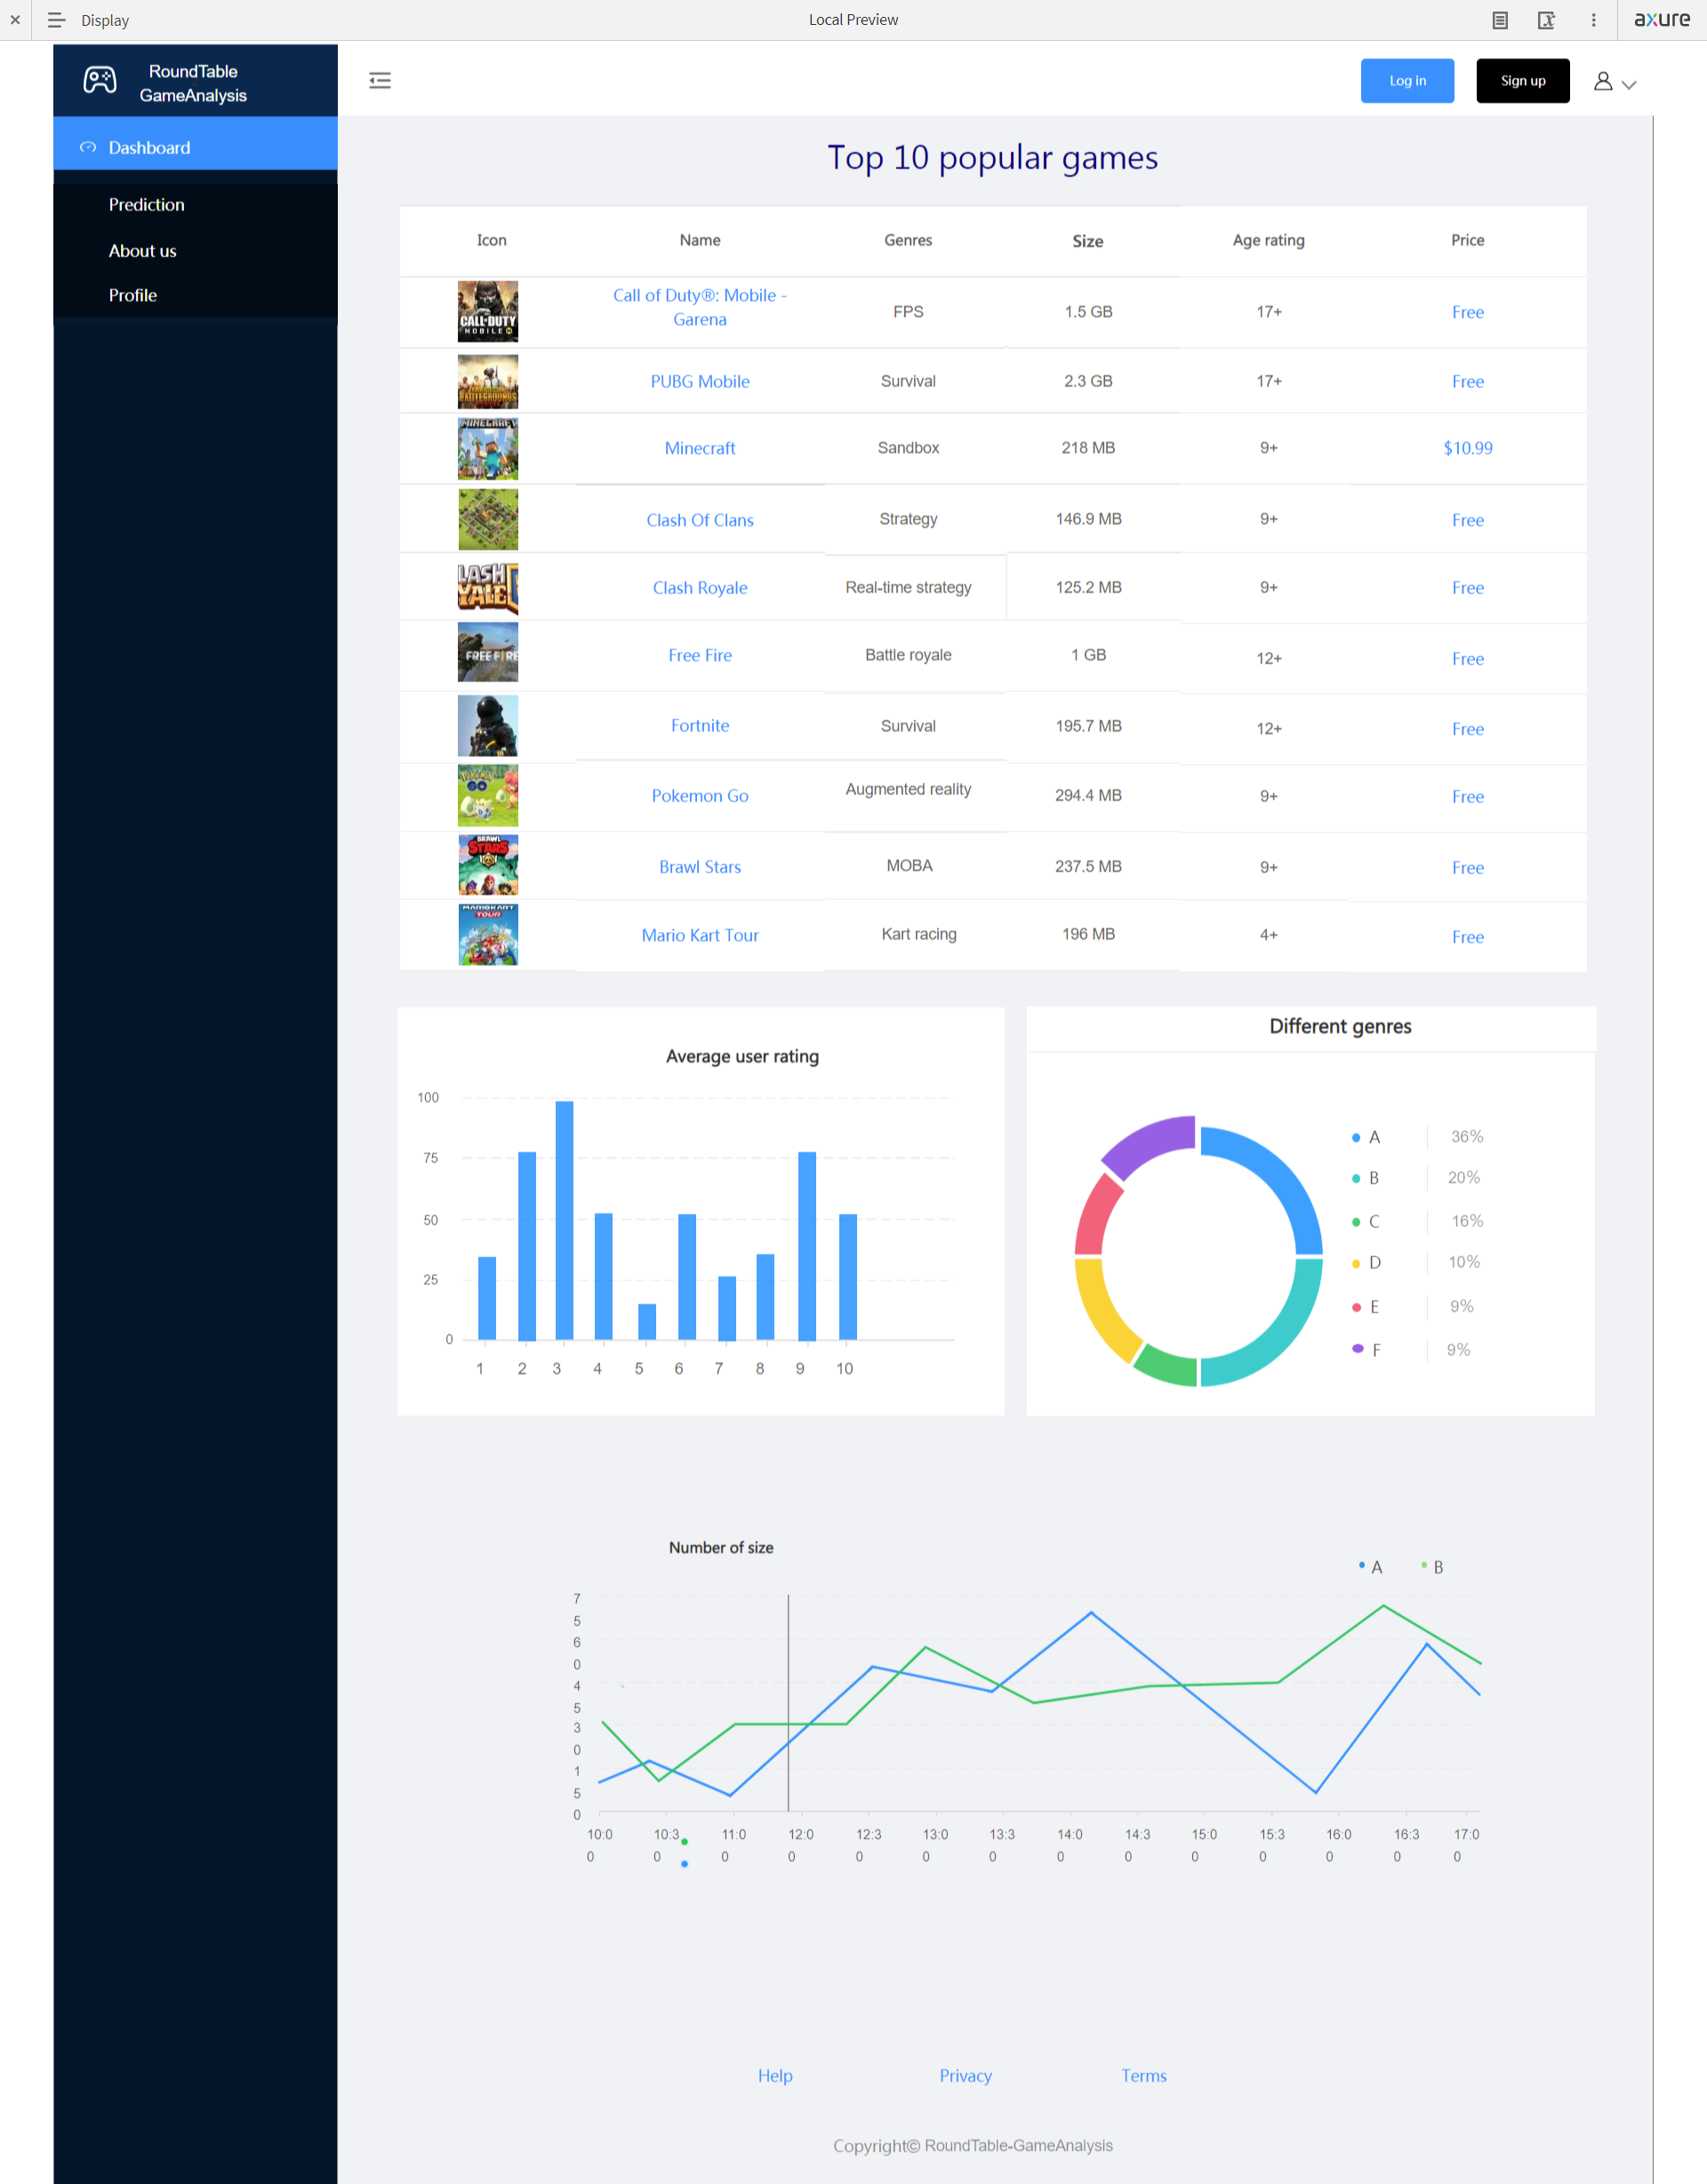 Display
Local Preview
axure
RoundTable
GameAnalysis
Log in
Sign up
Dashboard
Prediction
About us
Profile
Top 10 popular games
Icon Name Genres Size Age rating Price
CALL·DUTY
MOBILE
Call of Duty®: Mobile -
Garena
FPS 1.5 GB 17+ Free
BATTLEGROUNDS
PUBG Mobile Survival 2.3 GB 17+ Free
MINECRAFT
Minecraft Sandbox 218 MB 9+ $10.99
Clash Of Clans Strategy 146.9 MB 9+ Free
LASH
YALE
Clash Royale Real-time strategy 125.2 MB 9+ Free
FREE FIRE
Free Fire Battle royale 1 GB 12+ Free
Fortnite Survival 195.7 MB 12+ Free
POKEMON
GO
Pokemon Go Augmented reality 294.4 MB 9+ Free
BRAWL
STARS
Brawl Stars MOBA 237.5 MB 9+ Free
MARIOKART
TOUR
Mario Kart Tour Kart racing 196 MB 4+ Free
Average user rating
100
75
50
25
0
1 2 3 4 5 6 7 8 9 10
Different genres
A 36%
B 20%
C 16%
D 10%
E 9%
F 9%
Number of size
A B
7
5
6
0
4
5
3
0
1
5
0
10:0 10:3 11:0 12:0 12:3 13:0 13:3 14:0 14:3 15:0 15:3 16:0 16:3 17:0
0 0 0 0 0 0 0 0 0 0 0 0 0 0
Help Privacy Terms
Copyright© RoundTable-GameAnalysis